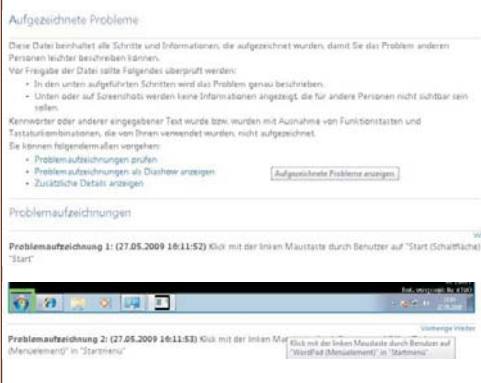 Aufgezeichnete Probleme
Diese Datei beinhaltet alle Schritte und Informationen, die aufgezeichnet wurden, damit Sie das Problem anderen
Personen leichter beschreiben können.
Vor Freigabe der Datei sollte Folgendes überprüft werden:
• In den unten aufgeführten Schritten wird das Problem genau beschrieben.
• Unten oder auf Screenshots werden keine Informationen angezeigt, die für andere Personen nicht sichtbar sein
sollen.
Kennwörter oder anderer eingegebener Text wurde bzw. wurden mit Ausnahme von Funktionstasten und
Tastaturkombinationen, die von Ihnen verwendet wurden, nicht aufgezeichnet.
Sie können folgendermaßen vorgehen:
• Problemaufzeichnungen prüfen
• Problemaufzeichnungen als Diashow anzeigen
Aufgezeichnete Probleme anzeigen
• Zusätzliche Details anzeigen
Problemaufzeichnungen
Problemaufzeichnung 1: (27.05.2009 16:11:52) Klick mit der linken Maustaste durch Benutzer auf "Start (Schaltfläche)
"Start"
Vorherige Weiter
Problemaufzeichnung 2: (27.05.2009 16:11:53) Klick mit der linken
Klick mit der linken Maustaste durch Benutzer auf
(Menüelement)" in "Startmenü"
"WordPad (Menüelement)" in "Startmenü"